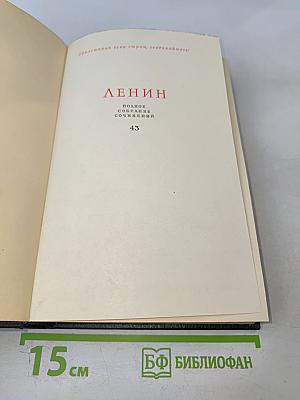 Пролетарии всех стран, соединяйтесь!
ЛЕНИН
ПОЛНОЕ
СОБРАНИЕ
СОЧИНЕНИЙ
43
15 см
БФ БИБЛИОФАН